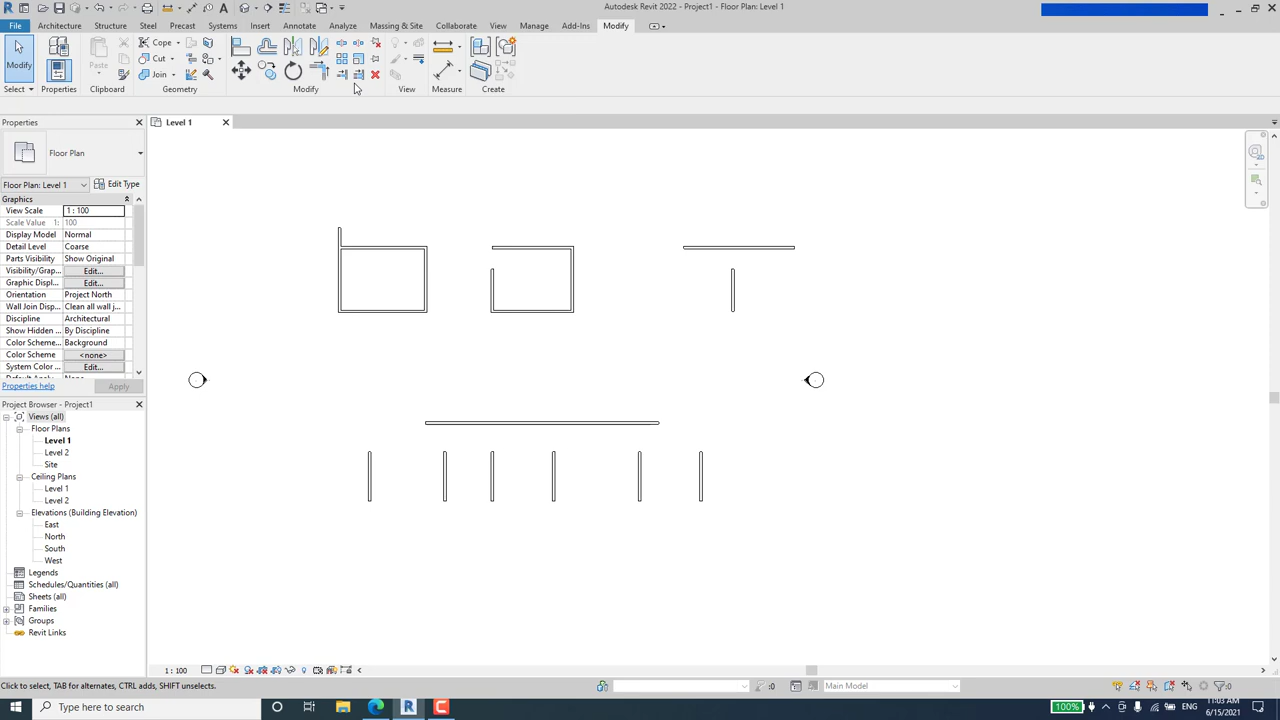 Autodesk Revit 2022 - Project1 - Floor Plan: Level 1
File Architecture Structure Steel Precast Systems Insert Annotate Analyze Massing & Site Collaborate View Manage Add-Ins Modify
Modify Paste Cope Cut Join
Select Properties Clipboard Geometry Modify View Measure Create
Properties
Level 1
Floor Plan
Floor Plan: Level 1 Edit Type
Graphics
View Scale 1 : 100
Scale Value 1: 100
Display Model Normal
Detail Level Coarse
Parts Visibility Show Original
Visibility/Grap... Edit...
Graphic Displ... Edit...
Orientation Project North
Wall Join Disp... Clean all wall j...
Discipline Architectural
Show Hidden ... By Discipline
Color Scheme... Background
Color Scheme <none>
System Color ... Edit...
Properties help Apply
Project Browser - Project1
Views (all)
Floor Plans
Level 1
Level 2
Site
Ceiling Plans
Level 1
Level 2
Elevations (Building Elevation)
East
North
South
West
Legends
Schedules/Quantities (all)
Sheets (all)
Families
Groups
Revit Links
1 : 100
Click to select, TAB for alternates, CTRL adds, SHIFT unselects. :0 Main Model :0
Type here to search 100% ENG 11:03 AM
6/15/2021